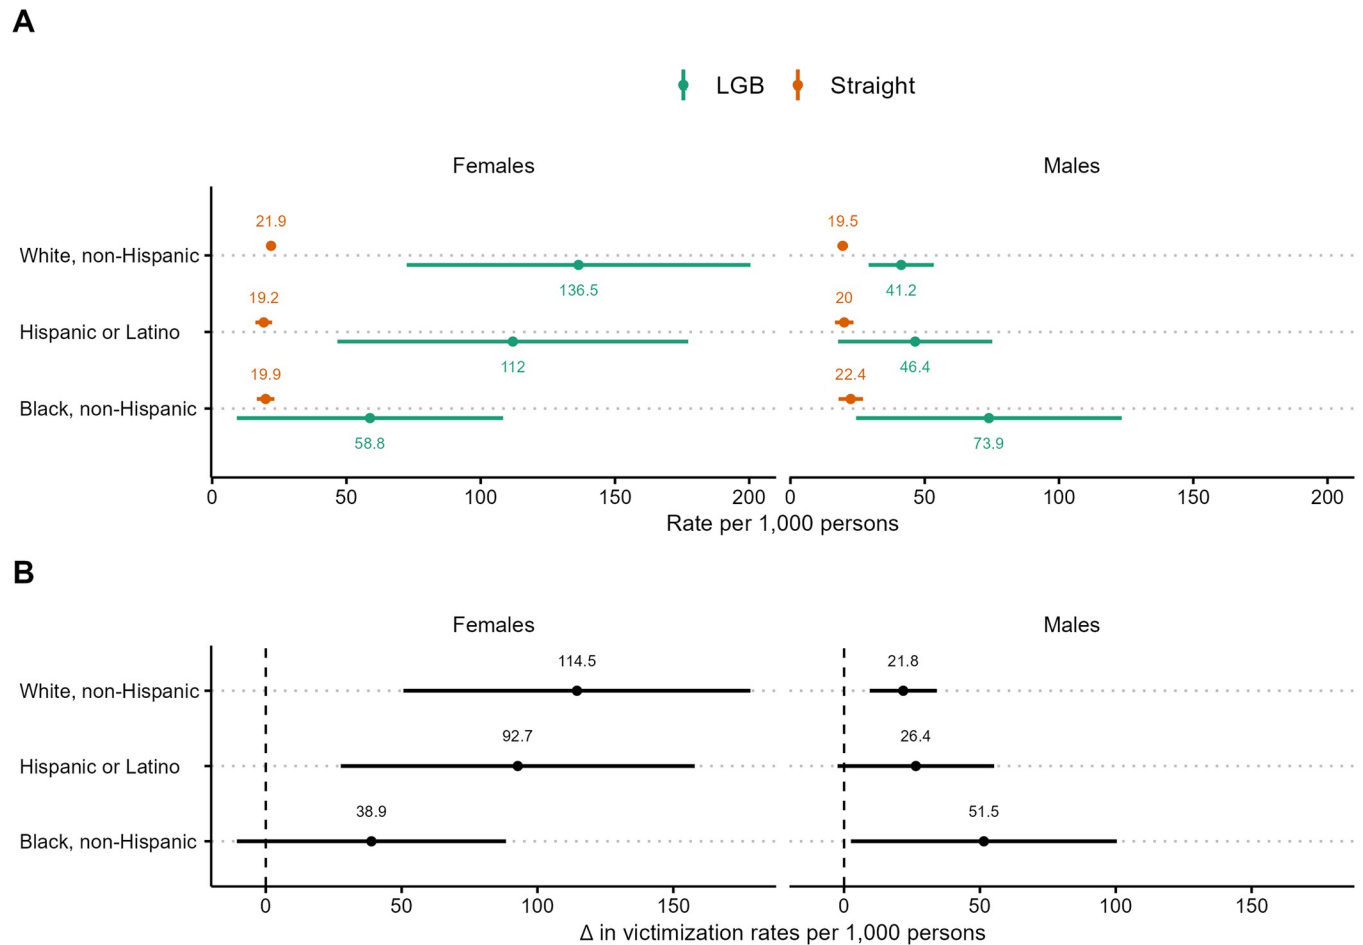 A
LGB Straight
Females Males
21.9 19.5
White, non-Hispanic
136.5 41.2
19.2 20
Hispanic or Latino
112 46.4
19.9 22.4
Black, non-Hispanic
58.8 73.9
0 50 100 150 200 0 50 100 150 200
Rate per 1,000 persons
B
Females Males
114.5 21.8
White, non-Hispanic
92.7 26.4
Hispanic or Latino
38.9 51.5
Black, non-Hispanic
0 50 100 150 0 50 100 150
Δ in victimization rates per 1,000 persons